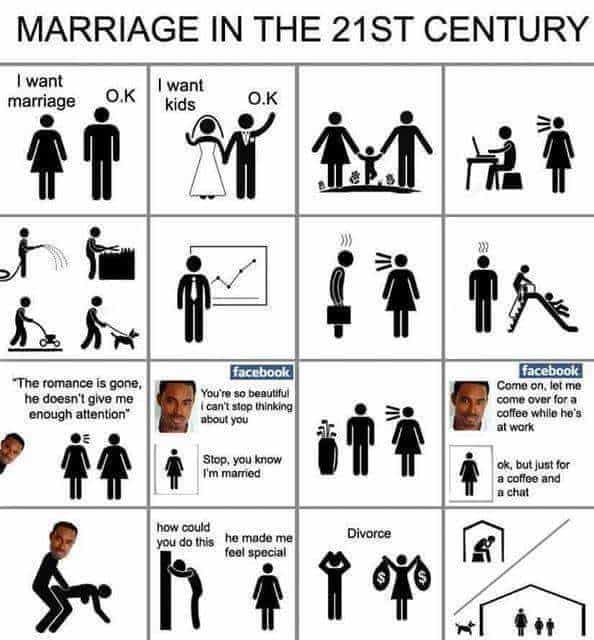 MARRIAGE IN THE 21ST CENTURY
I want
marriage
O.K
I want
kids
O.K
"The romance is gone,
he doesn't give me
enough attention"
facebook
You're so beautiful
i can't stop thinking
about you
Stop, you know
I'm married
facebook
Come on, let me
come over for a
coffee while he's
at work
ok, but just for
a coffee and
a chat
how could
you do this
he made me
feel special
Divorce
$
$